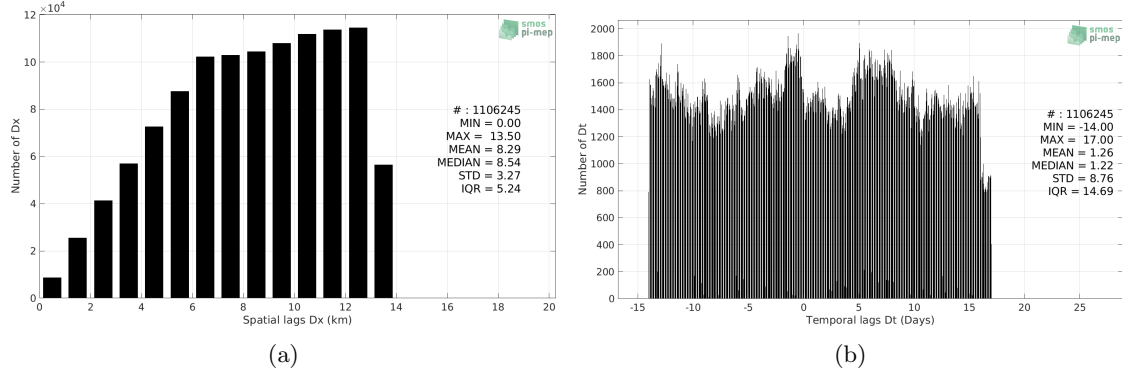 ×10⁴
12
10
8
6
4
2
0
Number of Dx
smos
pi-mep
# : 1106245
MIN = 0.00
MAX = 13.50
MEAN = 8.29
MEDIAN = 8.54
STD = 3.27
IQR = 5.24
0 2 4 6 8 10 12 14 16 18 20
Spatial lags Dx (km)
(a)
2000
1800
1600
1400
1200
1000
800
600
400
200
0
Number of Dt
smos
pi-mep
# : 1106245
MIN = -14.00
MAX = 17.00
MEAN = 1.26
MEDIAN = 1.22
STD = 8.76
IQR = 14.69
-15 -10 -5 0 5 10 15 20 25
Temporal lags Dt (Days)
(b)